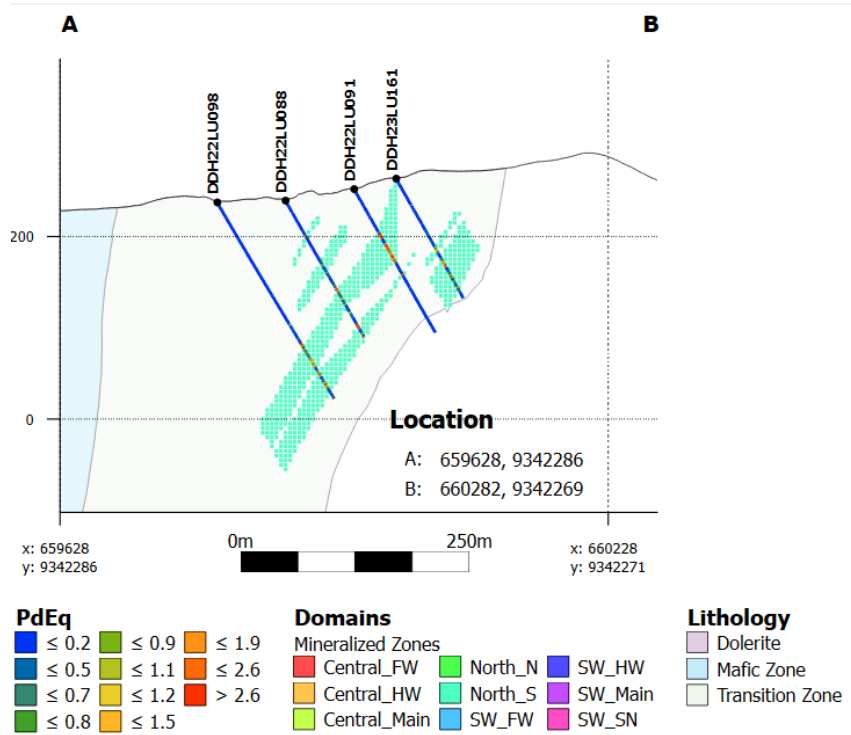 A B
DDH22LU098
DDH22LU088
DDH22LU091
DDH23LU161
200
0
Location
A: 659628, 9342286
B: 660282, 9342269
x: 659628
y: 9342286
0m 250m
x: 660228
y: 9342271
PdEq Domains Lithology
Mineralized Zones
≤ 0.2 ≤ 0.9 ≤ 1.9 Central_FW North_N SW_HW Dolerite
≤ 0.5 ≤ 1.1 ≤ 2.6 Central_HW North_S SW_Main Mafic Zone
≤ 0.7 ≤ 1.2 > 2.6 Central_Main SW_FW SW_SN Transition Zone
≤ 0.8 ≤ 1.5